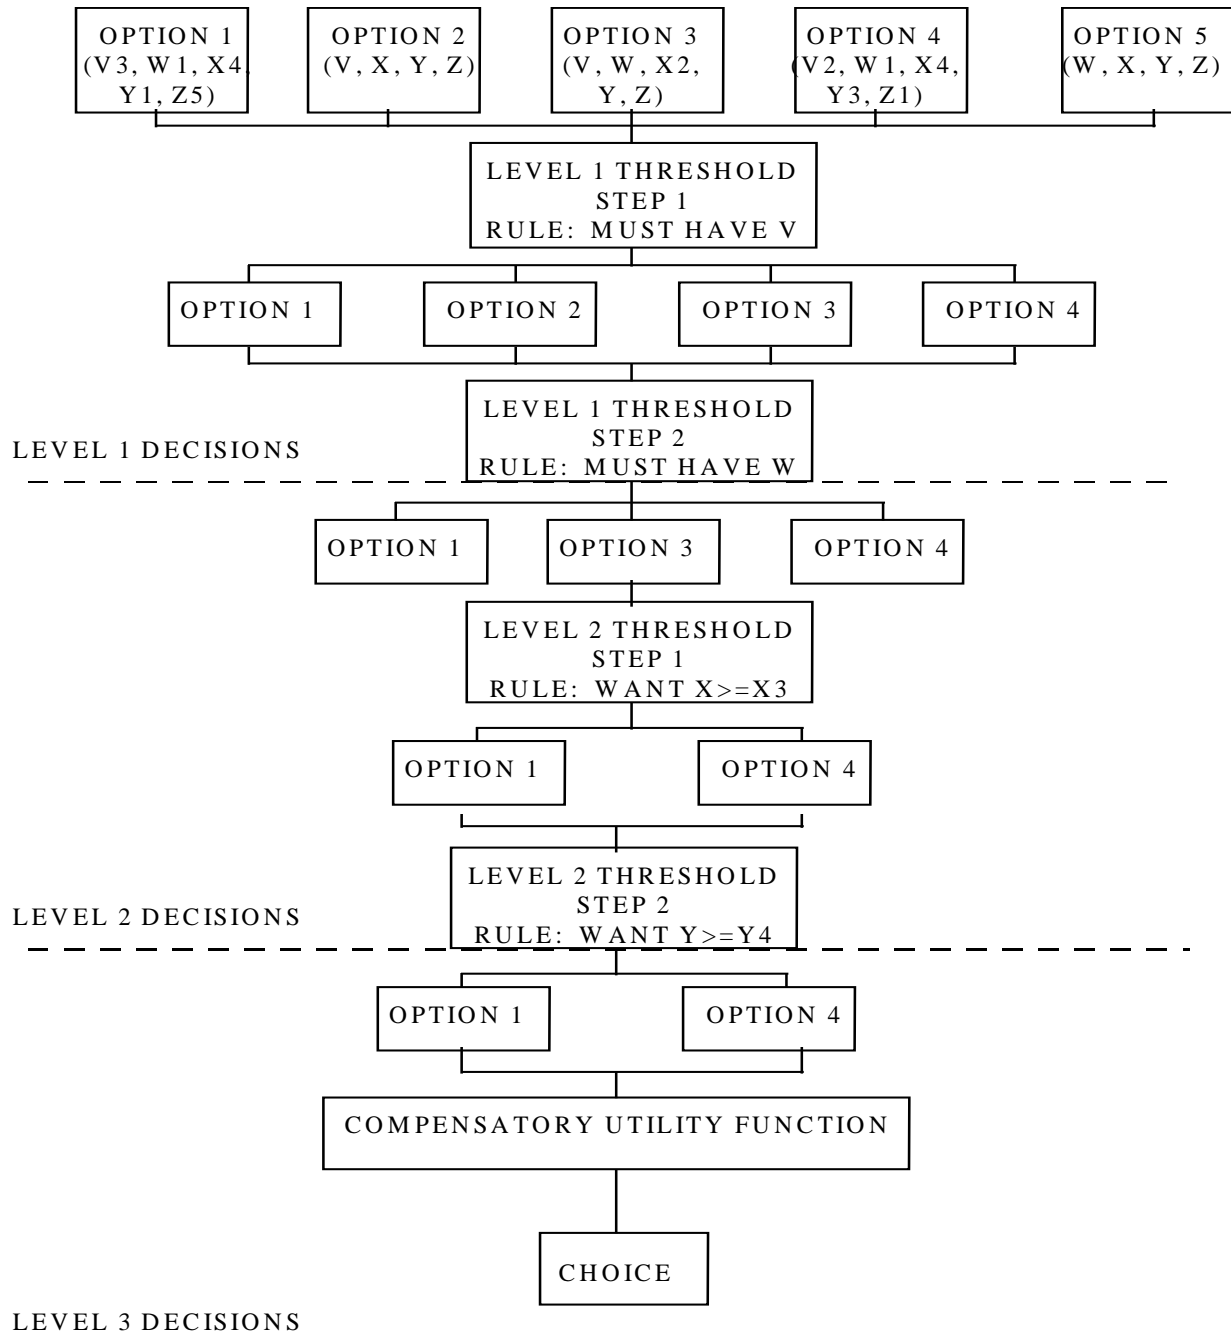 OPTION 1
(V3, W1, X4,
Y1, Z5)
OPTION 2
(V, X, Y, Z)
OPTION 3
(V, W, X2,
Y, Z)
OPTION 4
(V2, W1, X4,
Y3, Z1)
OPTION 5
(W, X, Y, Z)
LEVEL 1 THRESHOLD
STEP 1
RULE: MUST HAVE V
OPTION 1
OPTION 2
OPTION 3
OPTION 4
LEVEL 1 THRESHOLD
STEP 2
RULE: MUST HAVE W
LEVEL 1 DECISIONS
OPTION 1
OPTION 3
OPTION 4
LEVEL 2 THRESHOLD
STEP 1
RULE: WANT X>=X3
OPTION 1
OPTION 4
LEVEL 2 THRESHOLD
STEP 2
RULE: WANT Y>=Y4
LEVEL 2 DECISIONS
OPTION 1
OPTION 4
COMPENSATORY UTILITY FUNCTION
CHOICE
LEVEL 3 DECISIONS